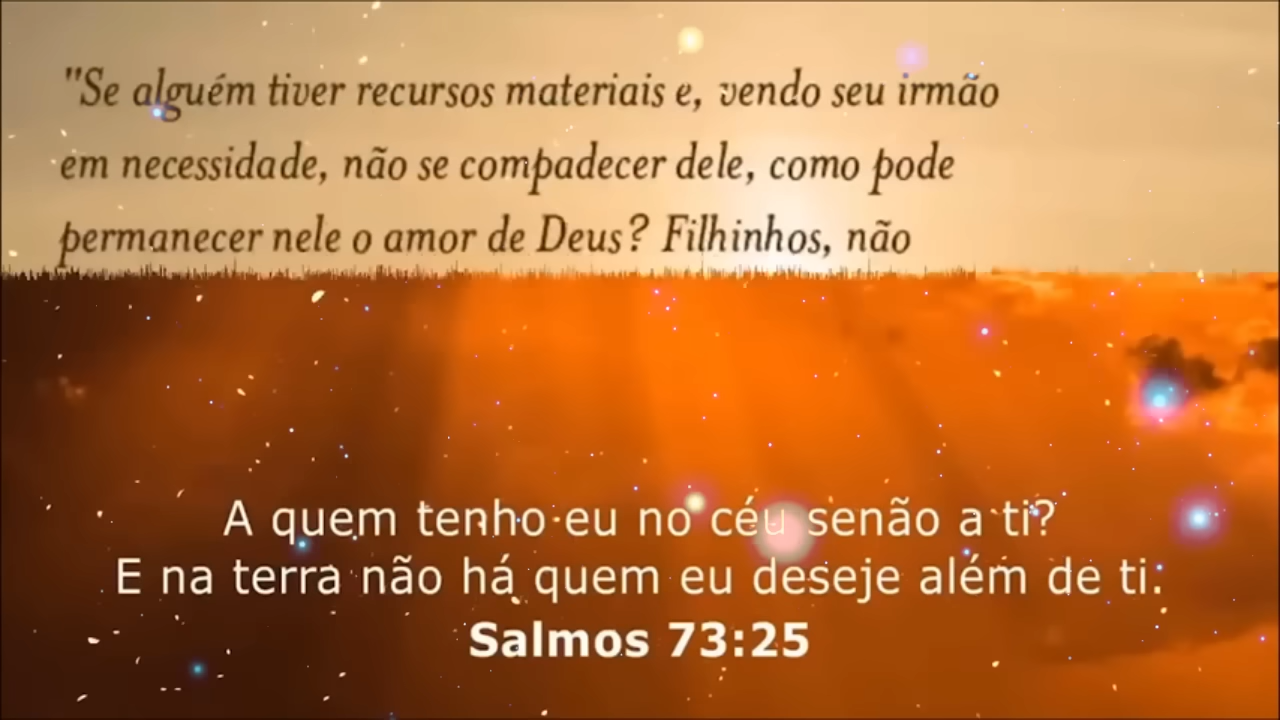 "Se alguém tiver recursos materiais e, vendo seu irmão
em necessidade, não se compadecer dele, como pode
permanecer nele o amor de Deus? Filhinhos, não
A quem tenho eu no céu senão a ti?
E na terra não há quem eu deseje além de ti.
Salmos 73:25